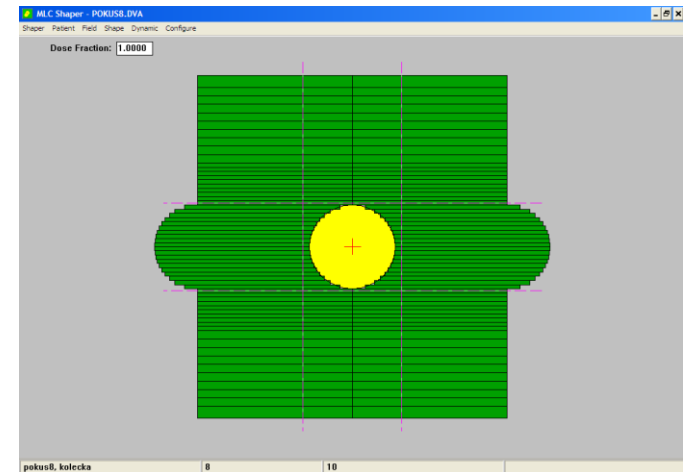 MLC Shaper - POKUS8.DVA
Shaper Patient Field Shape Dynamic Configure
Dose Fraction: 1.0000
pokus8, kolecka 8 10